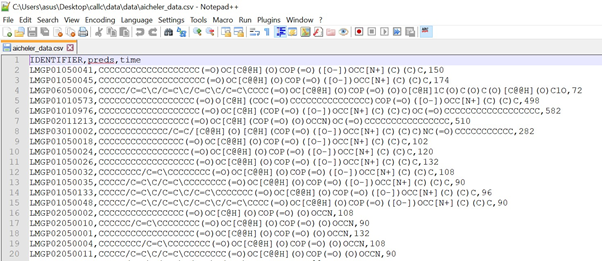 C:\Users\asus\Desktop\callc\data\data\aicheler_data.csv - Notepad++
File Edit Search View Encoding Language Settings Tools Macro Run Plugins Window ?
aicheler_data.csv
1 IDENTIFIER,preds,time
2 LMGP01050041,CCCCCCCCCCCCCCCCCCC(=O)OC[C@@H](O)COP(=O)([O-])OCC[N+](C)(C)C,150
3 LMGP01050045,CCCCCCCCCCCCCCCCCCCCC(=O)OC[C@@H](O)COP(=O)([O-])OCC[N+](C)(C)C,174
4 LMGP06050006,CCCCC/C=C\C/C=C\C/C=C\C/C=C\CCCC(=O)OC[C@@H](O)COP(=O)(O)O[C@H]1C(O)C(O)C(O)[C@@H](O)C1O,72
5 LMGP01010573,CCCCCCCCCCCCCCC(=O)O[C@H](COC(=O)CCCCCCCCCCCCCCC)COP(=O)([O-])OCC[N+](C)(C)C,498
6 LMGP01010976,CCCCCCCCCCCCCCCCCC(=O)OC[C@H](COP(=O)([O-])OCC[N+](C)(C)C)OC(=O)CCCCCCCCCCCCCCCCC,582
7 LMGP02011213,CCCCCCCCCCCCCCCC(=O)OC[C@H](COP(=O)(O)OCCN)OC(=O)CCCCCCCCCCCCCCC,510
8 LMSP03010002,CCCCCCCCCCCCC/C=C/[C@@H](O)[C@H](COP(=O)([O-])OCC[N+](C)(C)C)NC(=O)CCCCCCCCCCC,282
9 LMGP01050018,CCCCCCCCCCCCCCCC(=O)OC[C@@H](O)COP(=O)([O-])OCC[N+](C)(C)C,102
10 LMGP01050024,CCCCCCCCCCCCCCCCC(=O)OC[C@@H](O)COP(=O)([O-])OCC[N+](C)(C)C,120
11 LMGP01050026,CCCCCCCCCCCCCCCCCC(=O)OC[C@@H](O)COP(=O)([O-])OCC[N+](C)(C)C,132
12 LMGP01050032,CCCCCCCC/C=C\CCCCCCCC(=O)OC[C@@H](O)COP(=O)([O-])OCC[N+](C)(C)C,108
13 LMGP01050035,CCCCC/C=C\C/C=C\CCCCCCCC(=O)OC[C@@H](O)COP(=O)([O-])OCC[N+](C)(C)C,90
14 LMGP01050133,CCCCC/C=C\C/C=C\C/C=C\CCCCCCC(=O)OC[C@@H](O)COP(=O)([O-])OCC[N+](C)(C)C,96
15 LMGP01050048,CCCCC/C=C\C/C=C\C/C=C\C/C=C\CCCC(=O)OC[C@@H](O)COP(=O)([O-])OCC[N+](C)(C)C,90
16 LMGP02050002,CCCCCCCCCCCCCCCC(=O)OC[C@H](O)COP(=O)(O)OCCN,108
17 LMGP02050010,CCCCC/C=C\C/C=C\CCCCCCCC(=O)OC[C@@H](O)COP(=O)(O)OCCN,90
18 LMGP02050001,CCCCCCCCCCCCCCCCCC(=O)OC[C@@H](O)COP(=O)(O)OCCN,132
19 LMGP02050004,CCCCCCCC/C=C\CCCCCCCC(=O)OC[C@@H](O)COP(=O)(O)OCCN,108
20 LMGP02050011,CCCCC/C=C\C/C=C\CCCCCCCC(=O)OC[C@@H](O)COP(=O)(O)OCCN,90